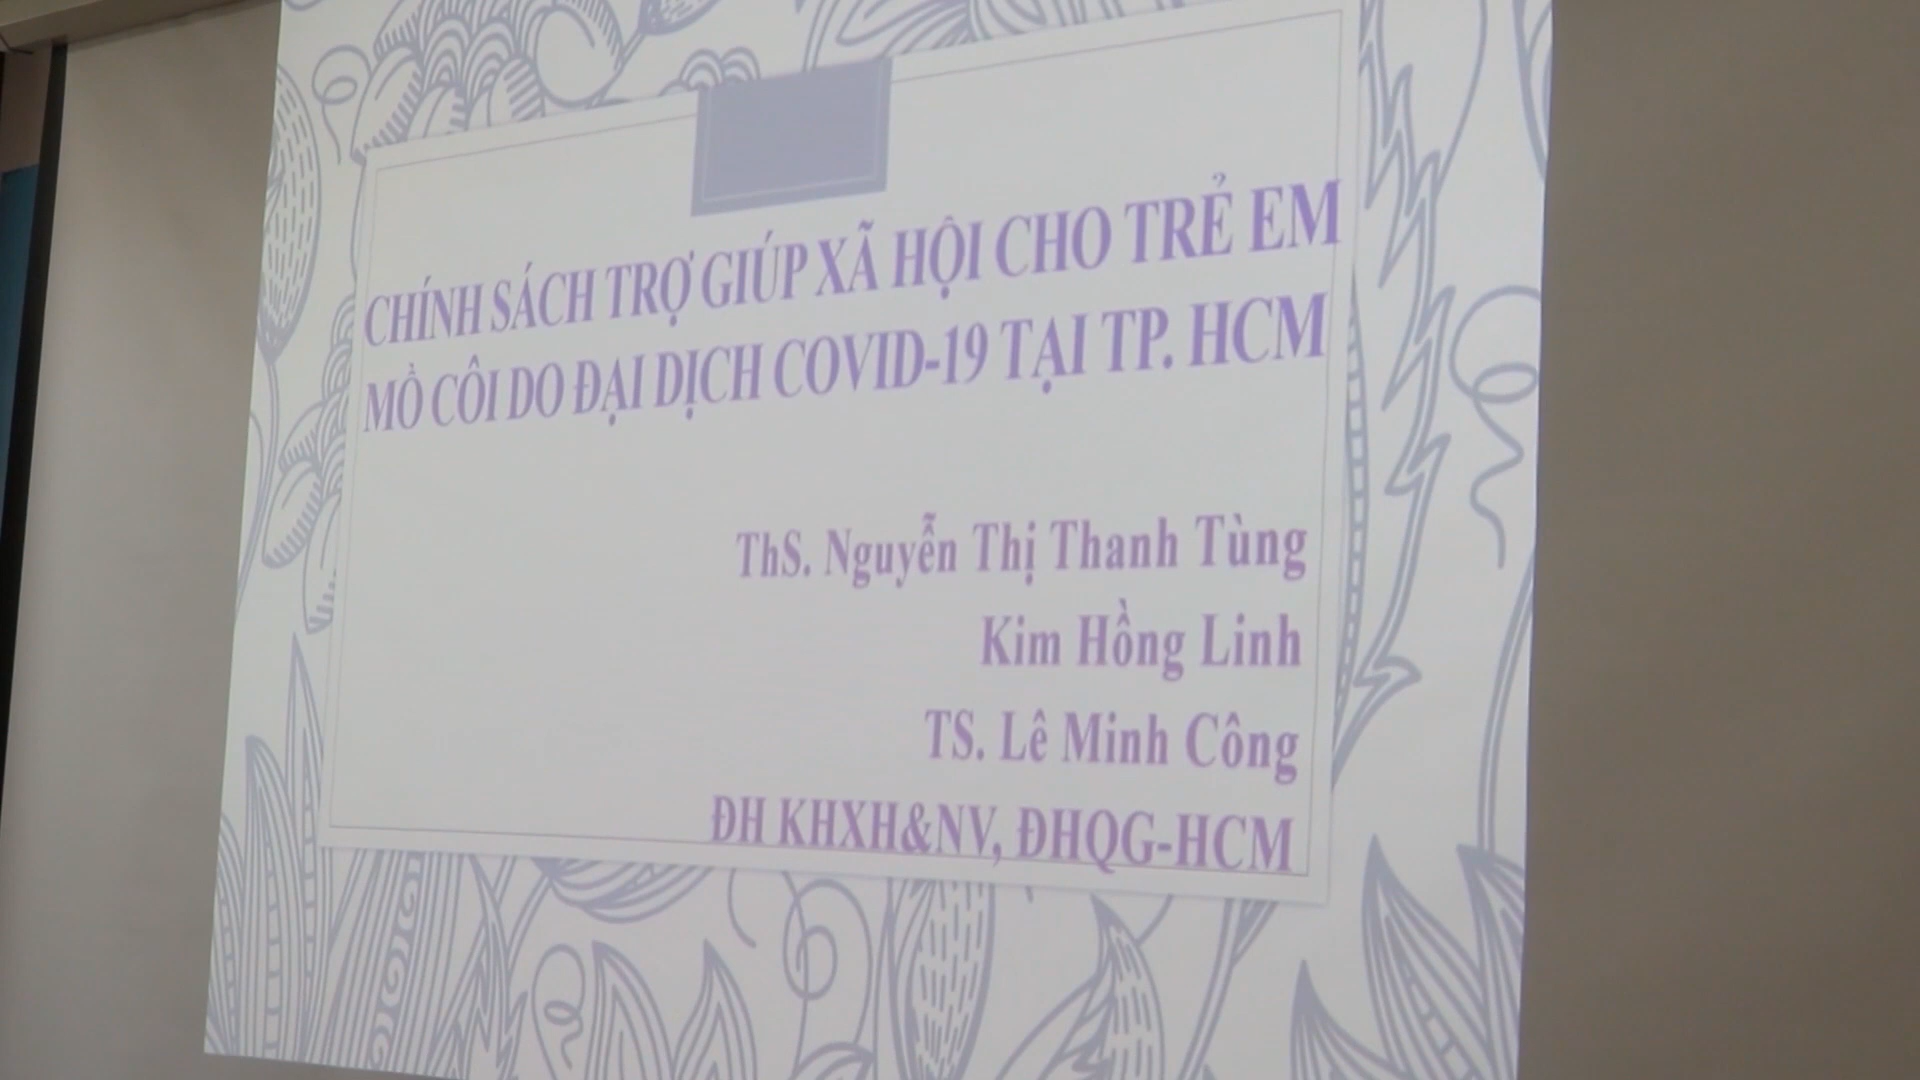 CHÍNH SÁCH TRỢ GIÚP XÃ HỘI CHO TRẺ EM
MỒ CÔI DO ĐẠI DỊCH COVID-19 TẠI TP. HCM
ThS. Nguyễn Thị Thanh Tùng
Kim Hồng Linh
TS. Lê Minh Công
ĐH KHXH&NV, ĐHQG-HCM